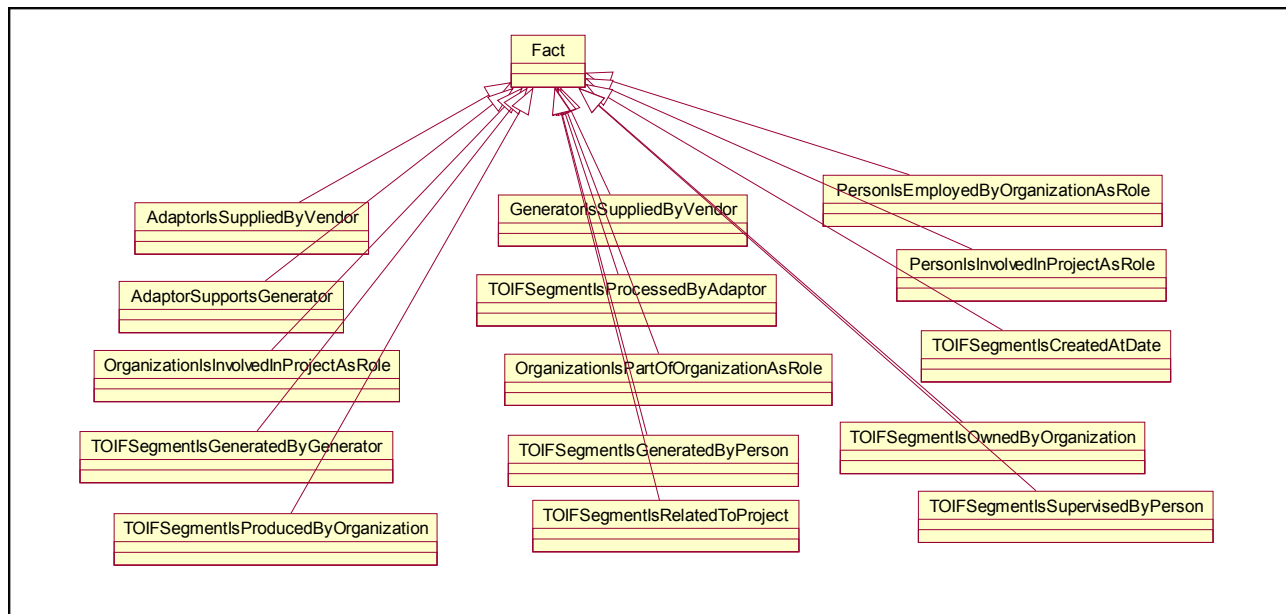 Fact
PersonIsEmployedByOrganizationAsRole
AdaptorIsSuppliedByVendor
GeneratorIsSuppliedByVendor
PersonIsInvolvedInProjectAsRole
AdaptorSupportsGenerator
TOIFSegmentIsProcessedByAdaptor
TOIFSegmentIsCreatedAtDate
OrganizationIsInvolvedInProjectAsRole
OrganizationIsPartOfOrganizationAsRole
TOIFSegmentIsGeneratedByGenerator
TOIFSegmentIsGeneratedByPerson
TOIFSegmentIsOwnedByOrganization
TOIFSegmentIsProducedByOrganization
TOIFSegmentIsRelatedToProject
TOIFSegmentIsSupervisedByPerson